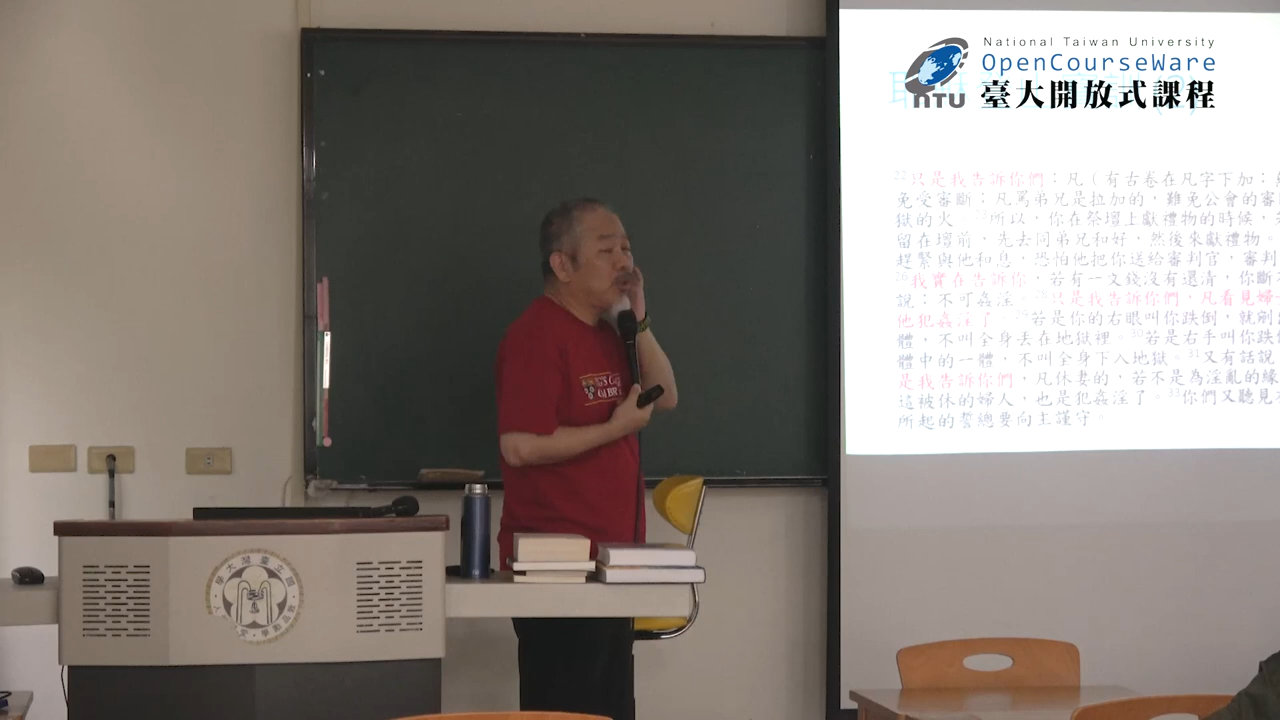 National Taiwan University
OpenCourseWare
NTU
臺大開放式課程
(2)
22只是我告訴你們：凡（有古卷在凡字下加：
免受審斷；凡罵弟兄是拉加的，難免公會的審
獄的火。所以，你在祭壇上獻禮物的時候，
留在壇前，先去同弟兄和好，然後來獻禮物。
趕緊與他和息，恐怕他把你送給審判官，審判
26我實在告訴你，若有一文錢沒有還清，你斷
說：不可姦淫。只是我告訴你們，凡看見婦
他犯姦淫了。若是你的右眼叫你跌倒，就剜
體，不叫全身丟在地獄裡。30若是右手叫你跌
體中的一體，不叫全身下入地獄。31又有話說
是我告訴你們，凡休妻的，若不是為淫亂的緣
這被休的婦人，也是犯姦淫了。33你們又聽見
所起的誓總要向主謹守。